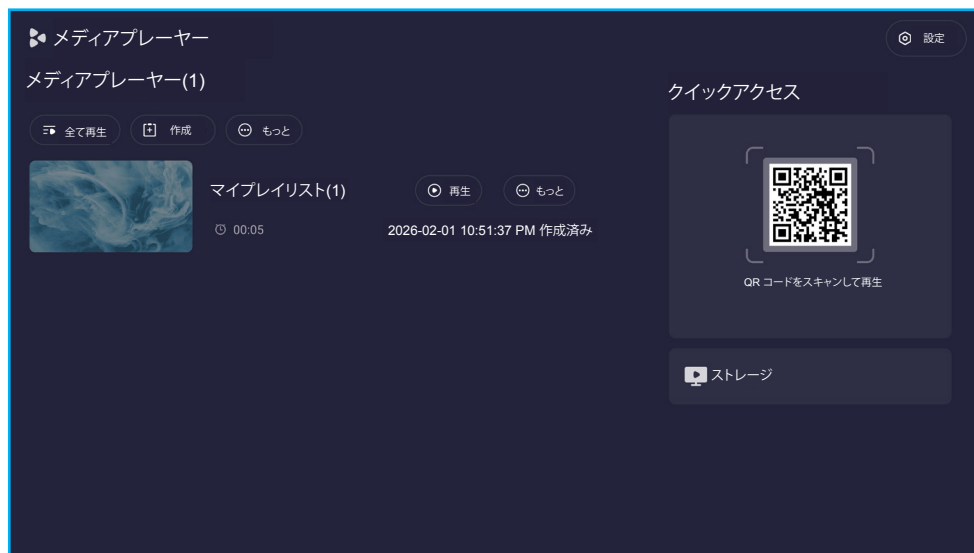 メディアプレーヤー
設定
メディアプレーヤー(1)
クイックアクセス
全て再生
作成
もっと
マイプレイリスト(1)
再生
もっと
00:05
2026-02-01 10:51:37 PM 作成済み
QR コードをスキャンして再生
ストレージ